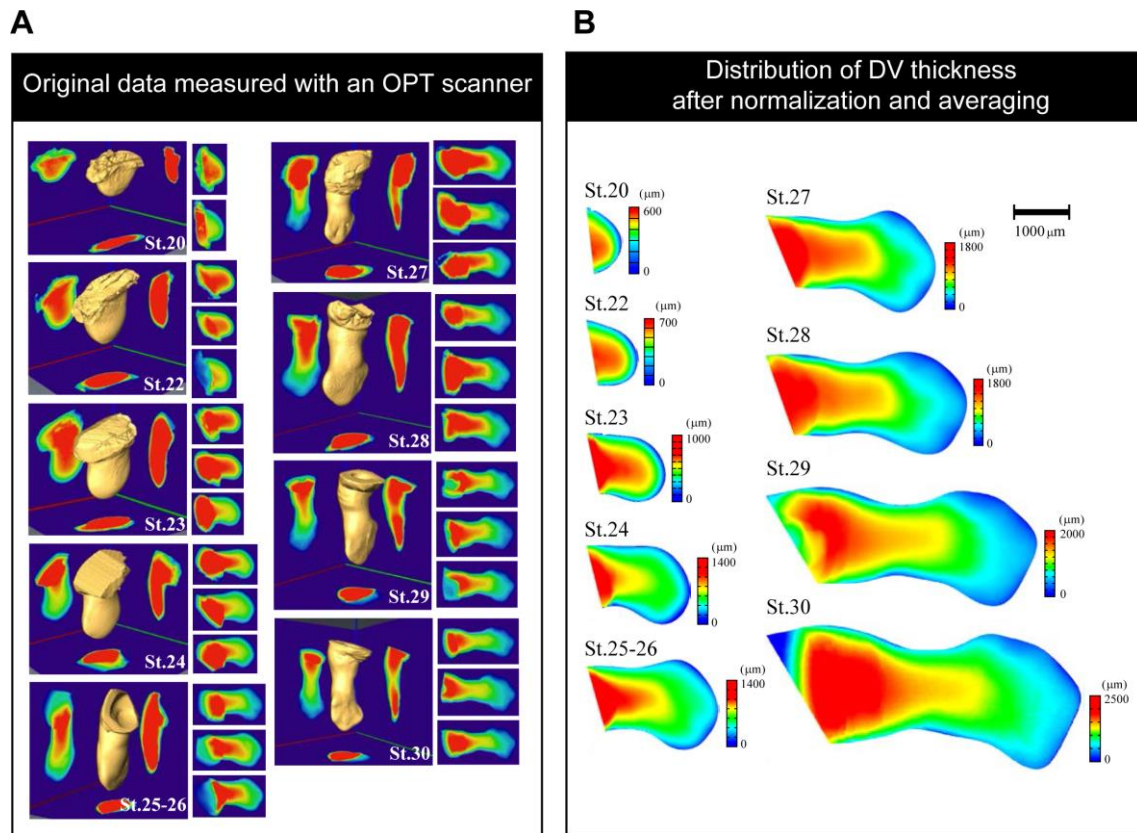 A
Original data measured with an OPT scanner
St.20
St.22
St.23
St.24
St.25-26
St.27
St.28
St.29
St.30
B
Distribution of DV thickness
after normalization and averaging
St.20
(μm)
600
0
St.22
(μm)
700
0
St.23
(μm)
1000
0
St.24
(μm)
1400
0
St.25-26
(μm)
1400
0
St.27
(μm)
1800
0
1000 μm
St.28
(μm)
1800
0
St.29
(μm)
2000
0
St.30
(μm)
2500
0